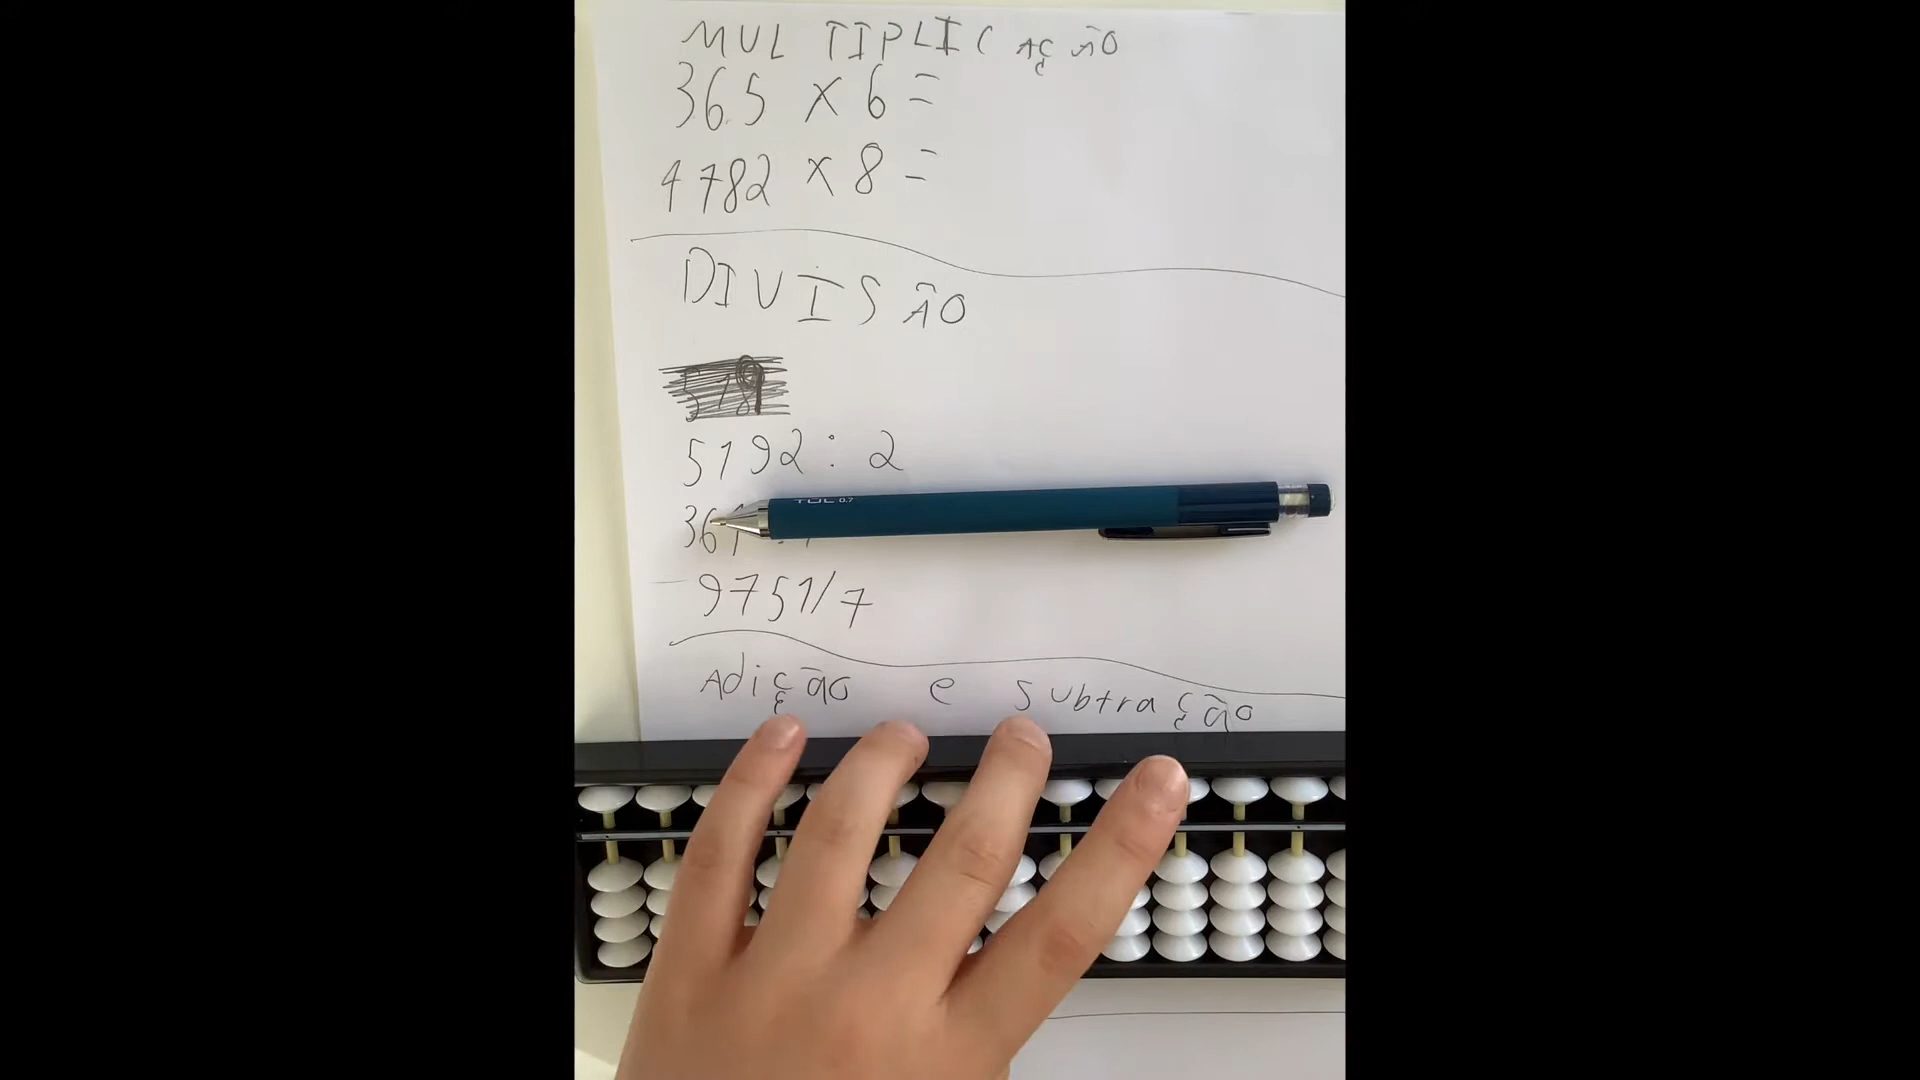 MULTIPLICAÇÃO
365 x 6 =
4782 x 8 =
DIVISÃO
5192 : 2
9751/7
Adição e subtração